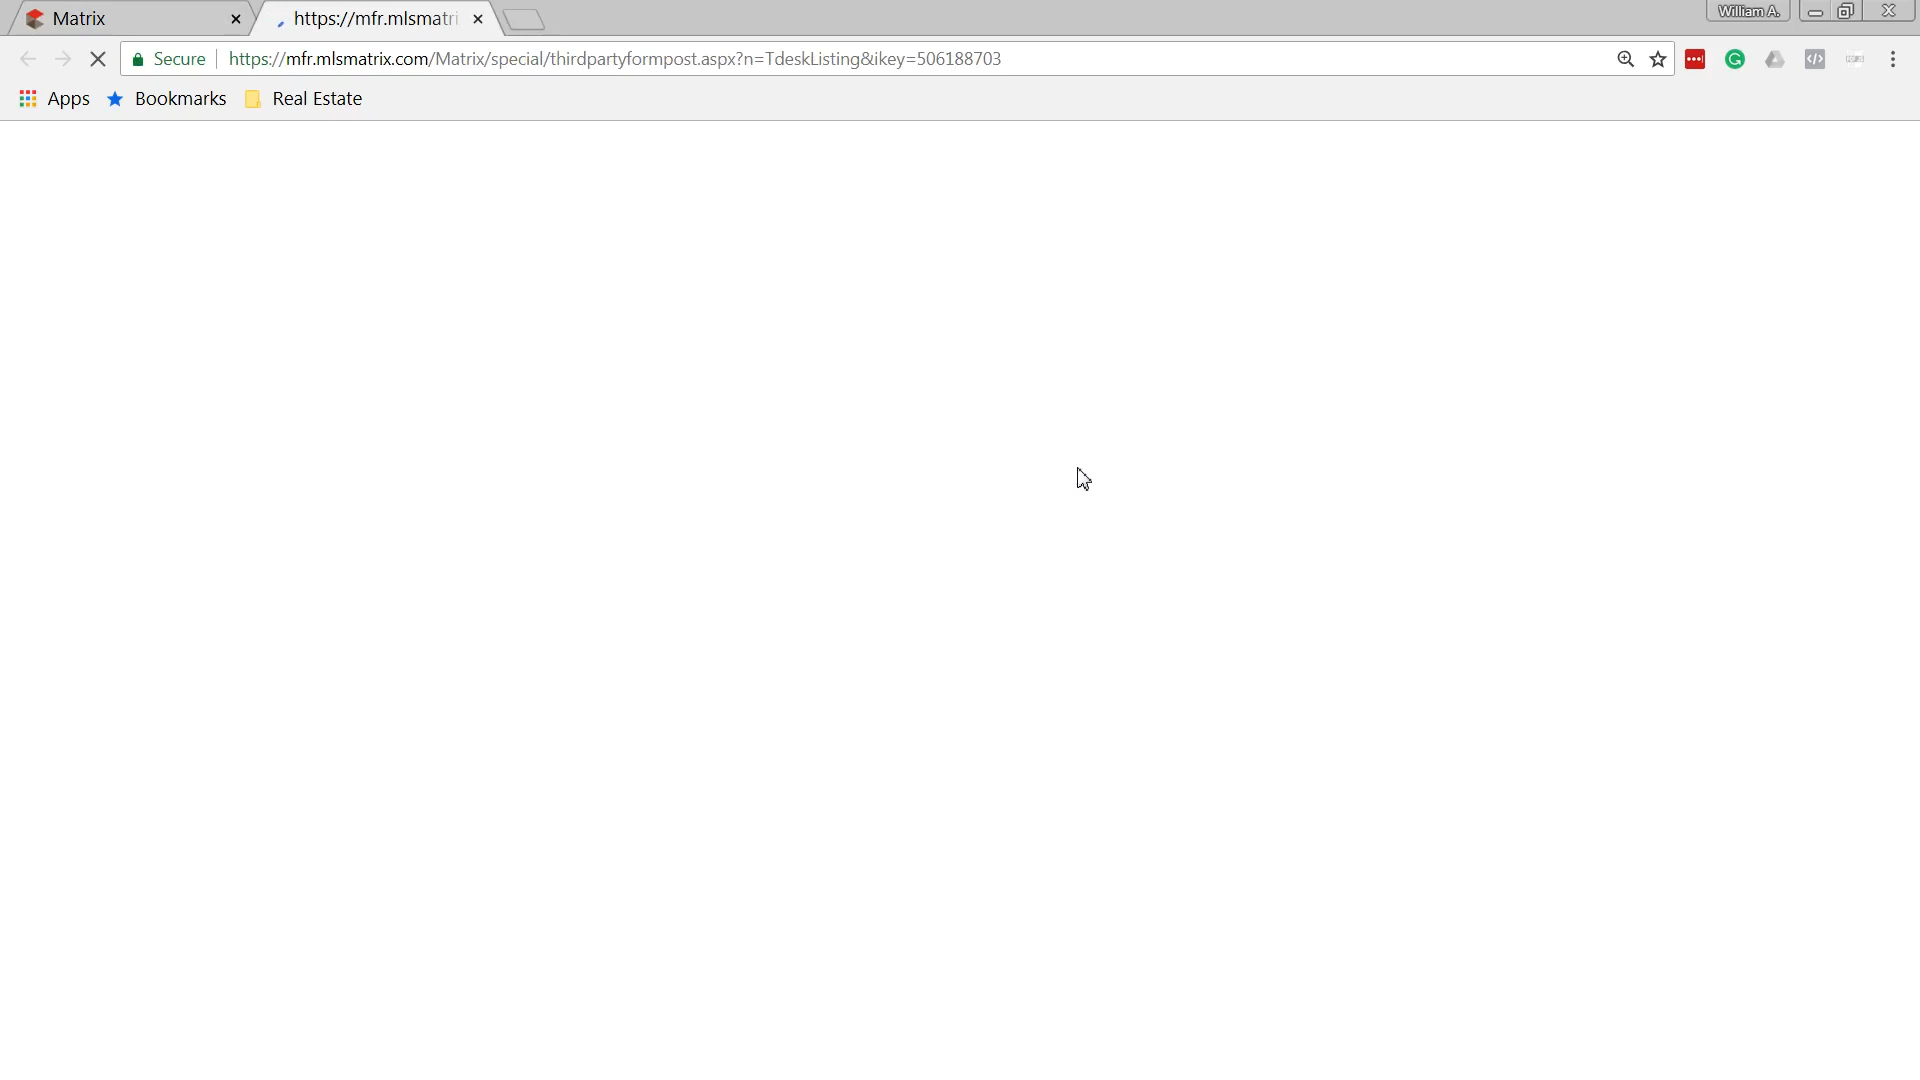 Matrix
https://mfr.mlsmatri
William A.
Secure
https://mfr.mlsmatrix.com/Matrix/special/thirdpartyformpost.aspx?n=TdeskListing&ikey=506188703
Apps
Bookmarks
Real Estate